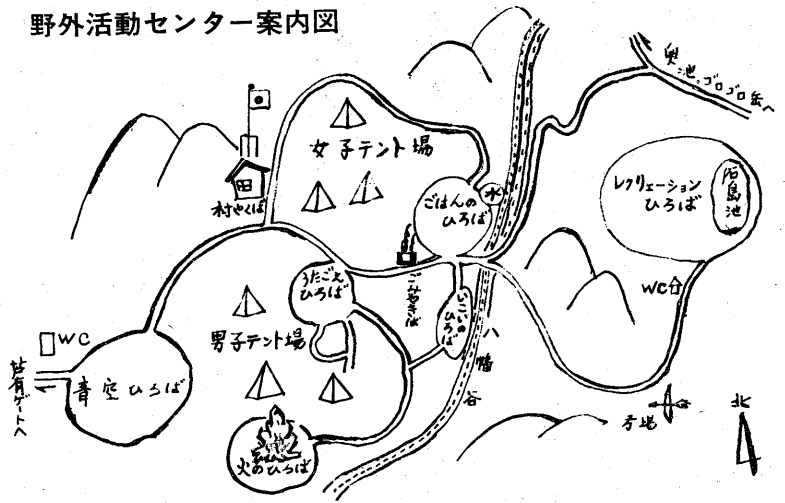 野外活動センター案内図
奥池、ゴロゴロ岳へ
女子テント場
村やくば
ごはんの
ひろば
水
レクリェーション
ひろば
陌島池
うたごえ
ひろば
ごみやきば
いこいの
ひろば
WC
WC
男子テント場
八幡谷
青空ひろば
ゲートへ
火のひろば
弓場
北